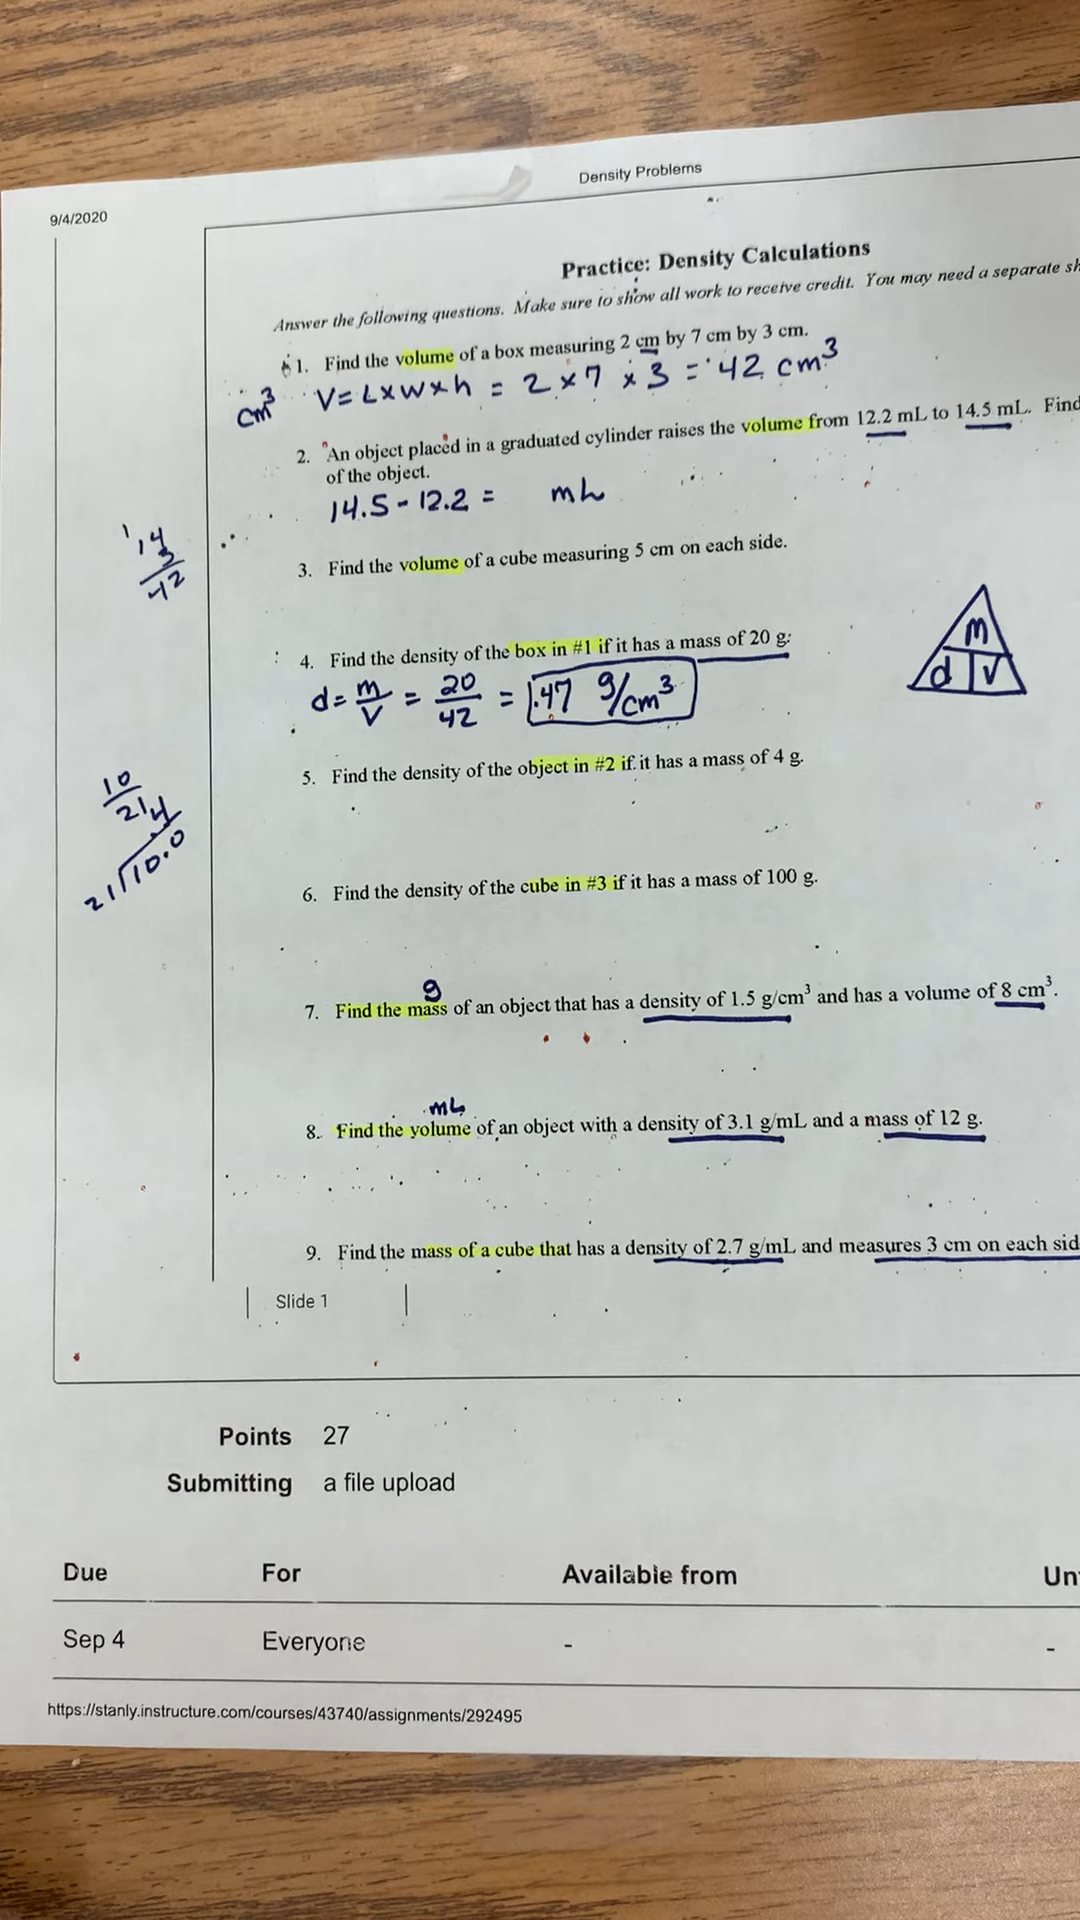 Density Problems
9/4/2020
Practice: Density Calculations
Answer the following questions. Make sure to show all work to receive credit. You may need a separate sh
1. Find the volume of a box measuring 2 cm by 7 cm by 3 cm.
cm³ V= L x W x h = 2 x 7 x 3 = 42 cm³
2. An object placed in a graduated cylinder raises the volume from 12.2 mL to 14.5 mL. Find
of the object.
14.5 - 12.2 = mL
1
14
3
42
3. Find the volume of a cube measuring 5 cm on each side.
m
d v
4. Find the density of the box in #1 if it has a mass of 20 g.
d = m/v = 20/42 = .47 g/cm³
5. Find the density of the object in #2 if it has a mass of 4 g.
10
21
.4
21 10.0
6. Find the density of the cube in #3 if it has a mass of 100 g.
g
7. Find the mass of an object that has a density of 1.5 g/cm³ and has a volume of 8 cm³.
mL
8. Find the volume of an object with a density of 3.1 g/mL and a mass of 12 g.
9. Find the mass of a cube that has a density of 2.7 g/mL and measures 3 cm on each sid
Slide 1
Points 27
Submitting a file upload
Due For Available from Un
Sep 4 Everyone - -
https://stanly.instructure.com/courses/43740/assignments/292495